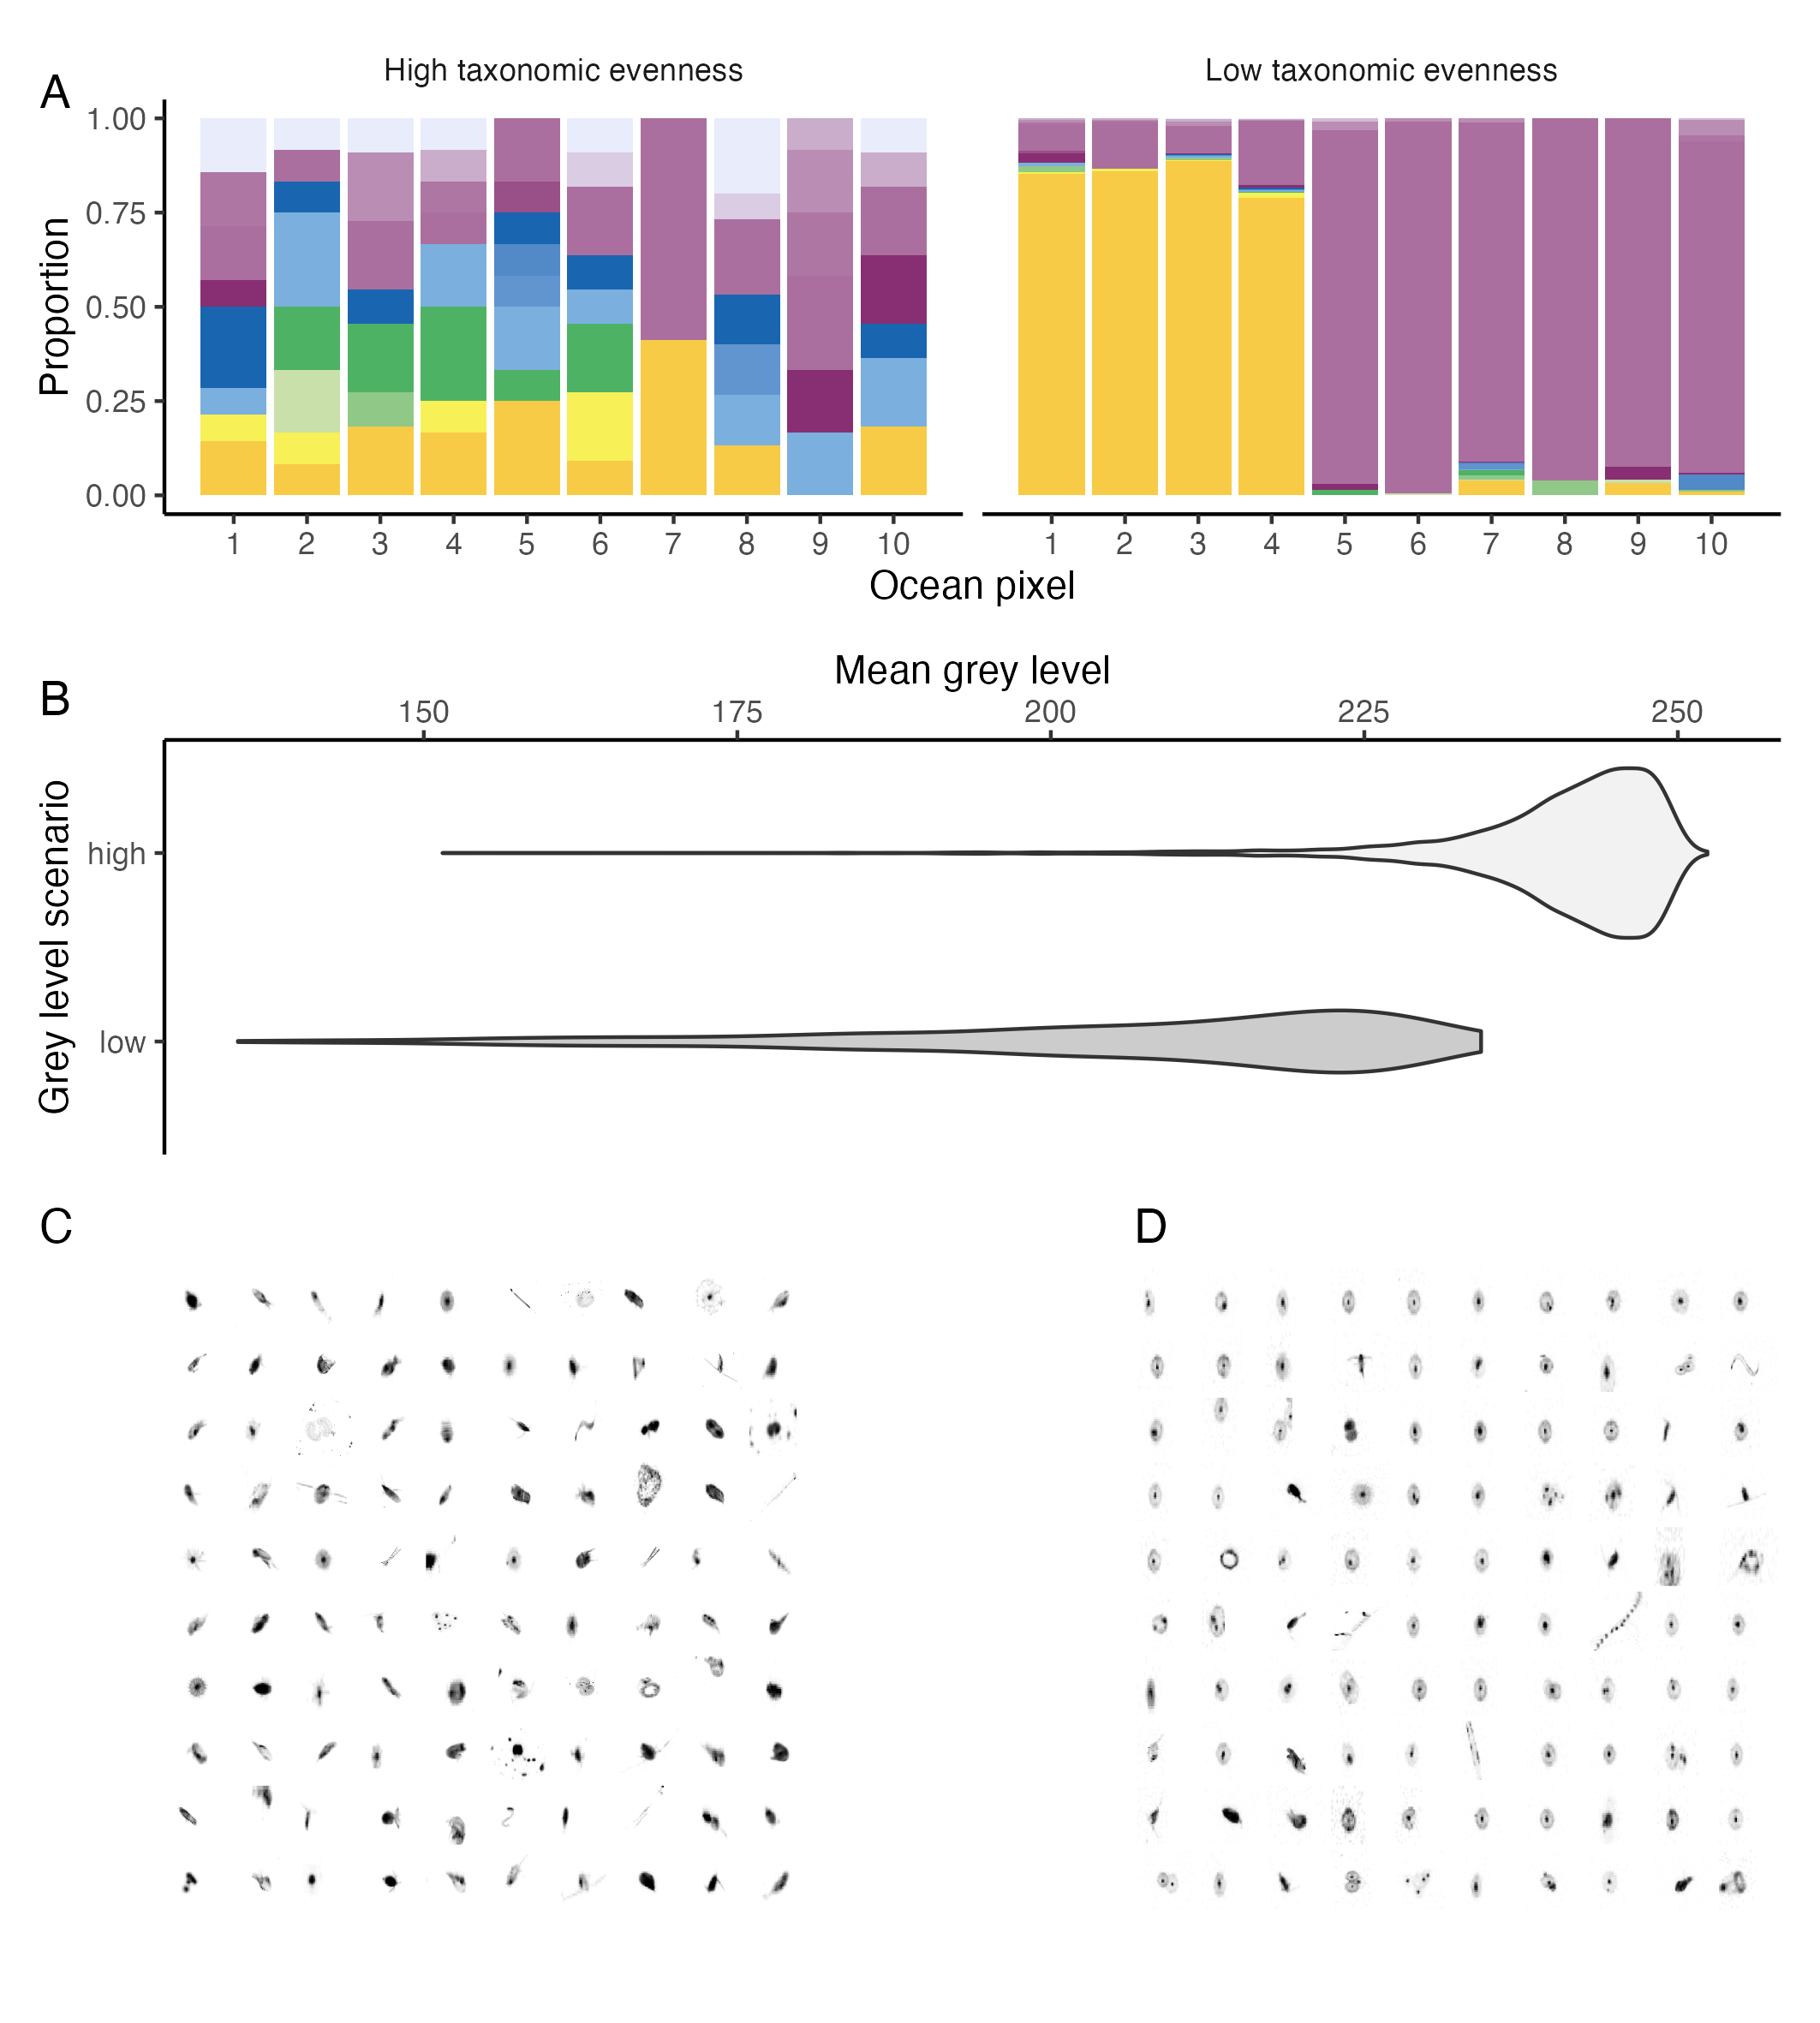 A
High taxonomic evenness
Low taxonomic evenness
Proportion
1.00
0.75
0.50
0.25
0.00
1 2 3 4 5 6 7 8 9 10
1 2 3 4 5 6 7 8 9 10
Ocean pixel
B
Mean grey level
150 175 200 225 250
Grey level scenario
high
low
C
D